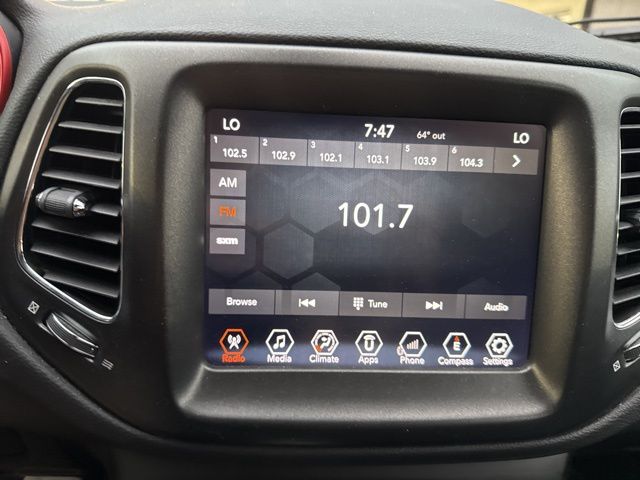 LO 7:47 64° out LO
1 102.5 2 102.9 3 102.1 4 103.1 5 103.9 6 104.3
AM
FM
101.7
sxm
Browse Tune Audio
Radio Media Climate Apps Phone Compass Settings